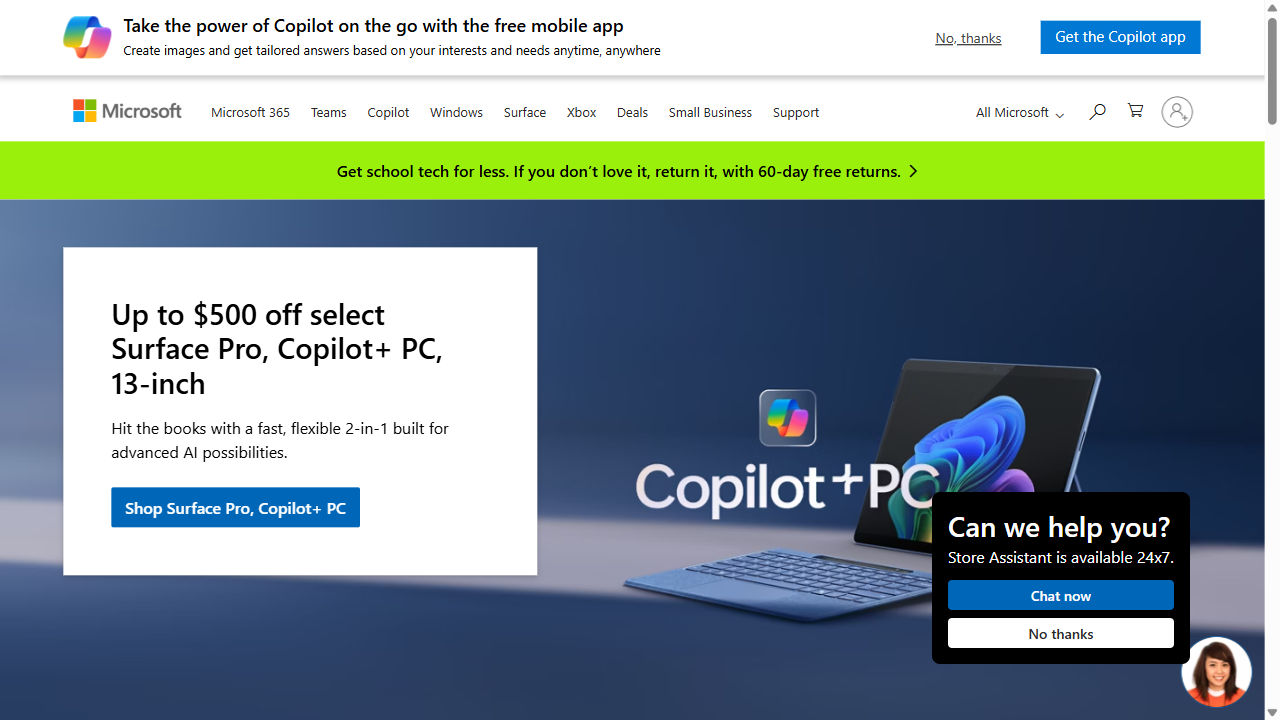 Take the power of Copilot on the go with the free mobile app
Create images and get tailored answers based on your interests and needs anytime, anywhere
No, thanks
Get the Copilot app
Microsoft
Microsoft 365
Teams
Copilot
Windows
Surface
Xbox
Deals
Small Business
Support
All Microsoft
Get school tech for less. If you don’t love it, return it, with 60-day free returns.
Up to $500 off select
Surface Pro, Copilot+ PC,
13-inch
Hit the books with a fast, flexible 2-in-1 built for
advanced AI possibilities.
Shop Surface Pro, Copilot+ PC
Copilot+PC
Can we help you?
Store Assistant is available 24x7.
Chat now
No thanks